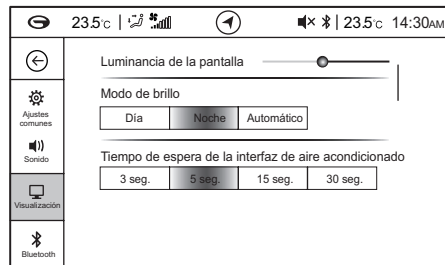 23.5°C 23.5°C 14:30AM
Luminancia de la pantalla
Modo de brillo
Día Noche Automático
Tiempo de espera de la interfaz de aire acondicionado
3 seg. 5 seg. 15 seg. 30 seg.
Ajustes
comunes
Sonido
Visualización
Bluetooth